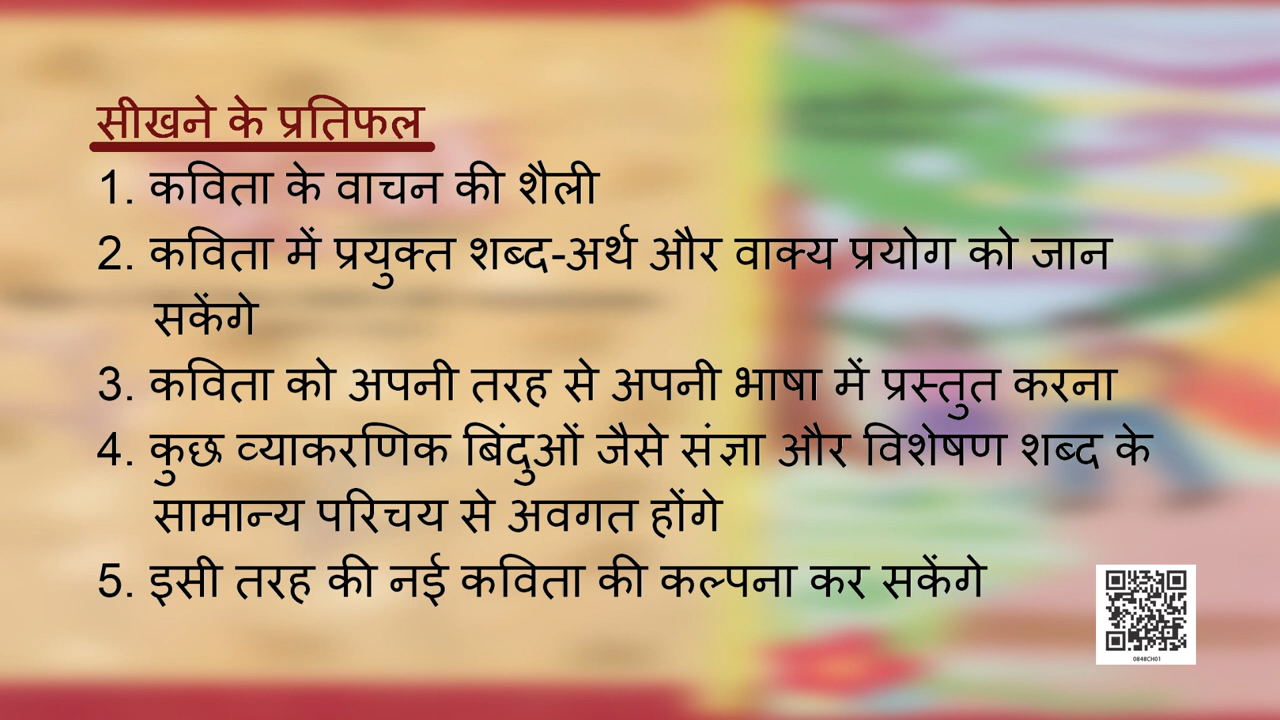 सीखने के प्रतिफल
1. कविता के वाचन की शैली
2. कविता में प्रयुक्त शब्द-अर्थ और वाक्य प्रयोग को जान
सकेंगे
3. कविता को अपनी तरह से अपनी भाषा में प्रस्तुत करना
4. कुछ व्याकरणिक बिंदुओं जैसे संज्ञा और विशेषण शब्द के
सामान्य परिचय से अवगत होंगे
5. इसी तरह की नई कविता की कल्पना कर सकेंगे
0848CH01